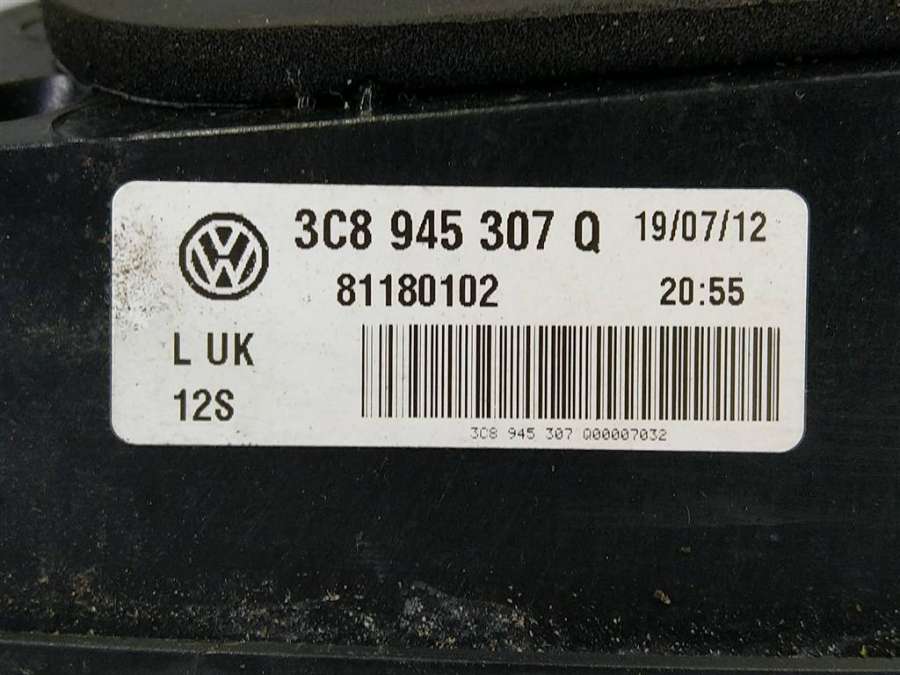 3C8 945 307 Q 19/07/12
81180102 20:55
L UK
12S
3C8 945 307 Q00007032